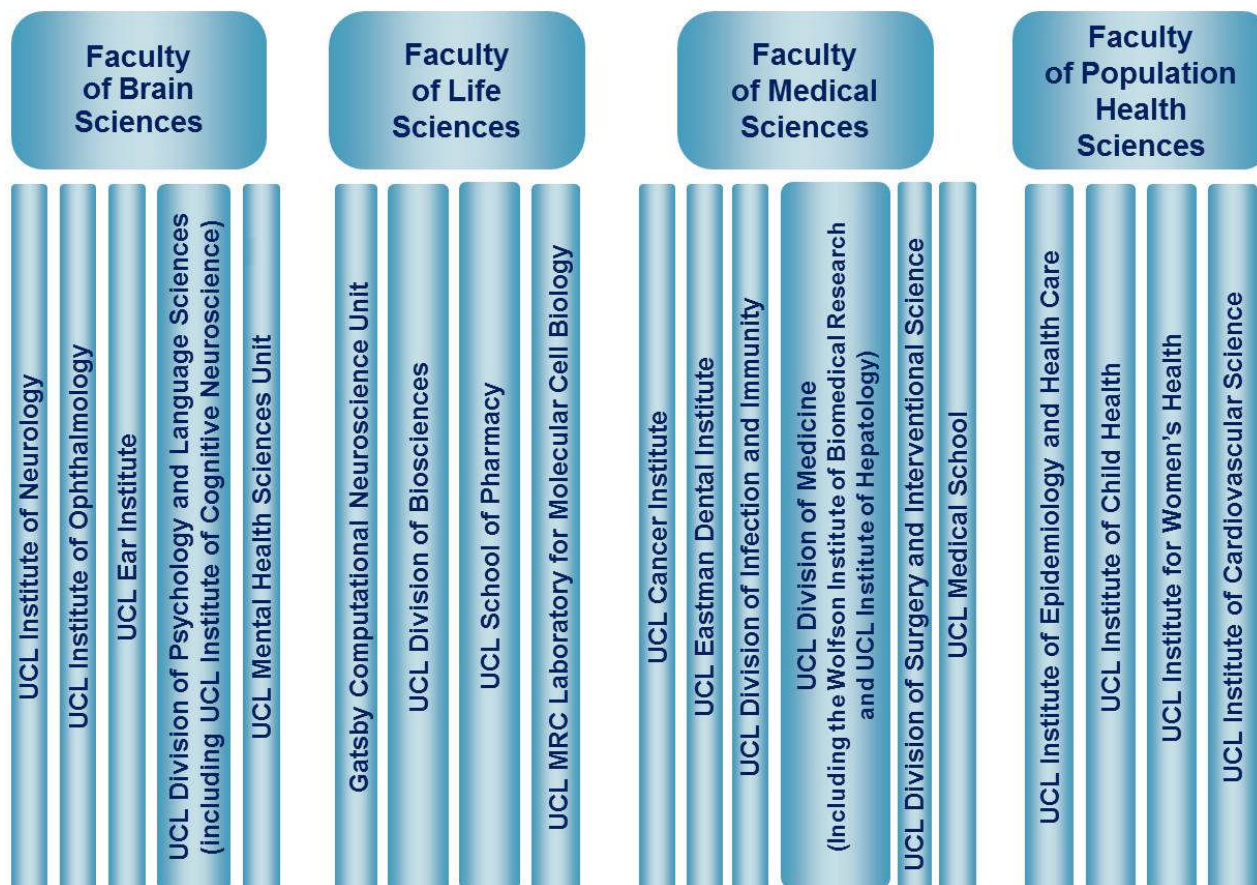 Faculty
of Brain
Sciences
UCL Institute of Neurology
UCL Institute of Ophthalmology
UCL Ear Institute
UCL Division of Psychology and Language Sciences
(including UCL Institute of Cognitive Neuroscience)
UCL Mental Health Sciences Unit
Faculty
of Life
Sciences
Gatsby Computational Neuroscience Unit
UCL Division of Biosciences
UCL School of Pharmacy
UCL MRC Laboratory for Molecular Cell Biology
Faculty
of Medical
Sciences
UCL Cancer Institute
UCL Eastman Dental Institute
UCL Division of Infection and Immunity
UCL Division of Medicine
(Including the Wolfson Institute of Biomedical Research
and UCL Institute of Hepatology)
UCL Division of Surgery and Interventional Science
UCL Medical School
Faculty
of Population
Health
Sciences
UCL Institute of Epidemiology and Health Care
UCL Institute of Child Health
UCL Institute for Women's Health
UCL Institute of Cardiovascular Science